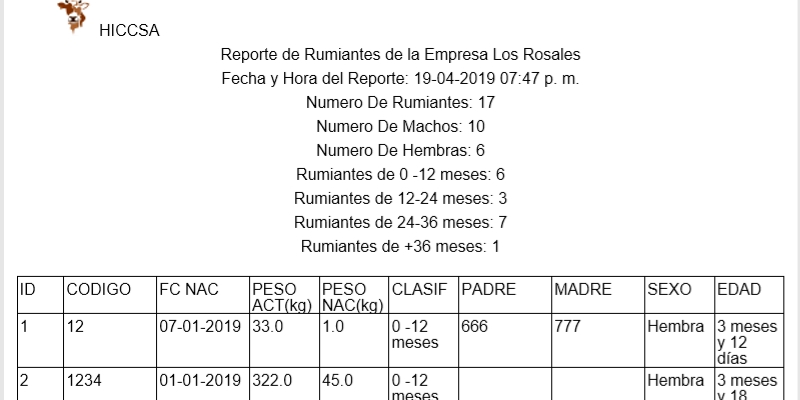 HICCSA
Reporte de Rumiantes de la Empresa Los Rosales
Fecha y Hora del Reporte: 19-04-2019 07:47 p. m.
Numero De Rumiantes: 17
Numero De Machos: 10
Numero De Hembras: 6
Rumiantes de 0 -12 meses: 6
Rumiantes de 12-24 meses: 3
Rumiantes de 24-36 meses: 7
Rumiantes de +36 meses: 1
ID CODIGO FC NAC PESO ACT(kg) PESO NAC(kg) CLASIF PADRE MADRE SEXO EDAD
1 12 07-01-2019 33.0 1.0 0 -12 meses 666 777 Hembra 3 meses y 12 días
2 1234 01-01-2019 322.0 45.0 0 -12 meses Hembra 3 meses y 18